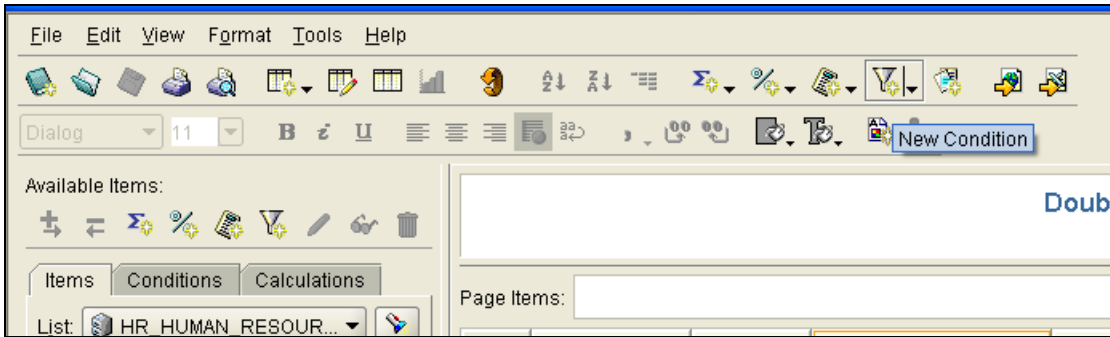 File Edit View Format Tools Help
Dialog 11 B i U
New Condition
Available Items:
Doub
Items Conditions Calculations
Page Items:
List: HR_HUMAN_RESOUR...